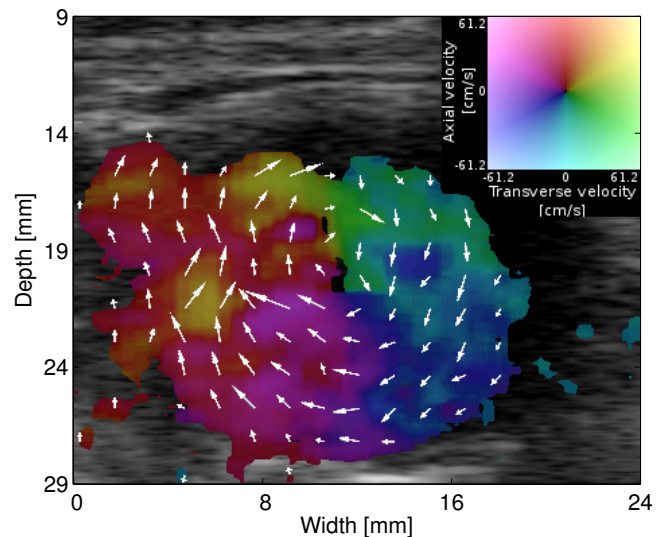 9
14
19
24
29
Depth [mm]
0
8
16
24
Width [mm]
61.2
0
-61.2
Axial velocity
[cm/s]
-61.2
0
61.2
Transverse velocity
[cm/s]